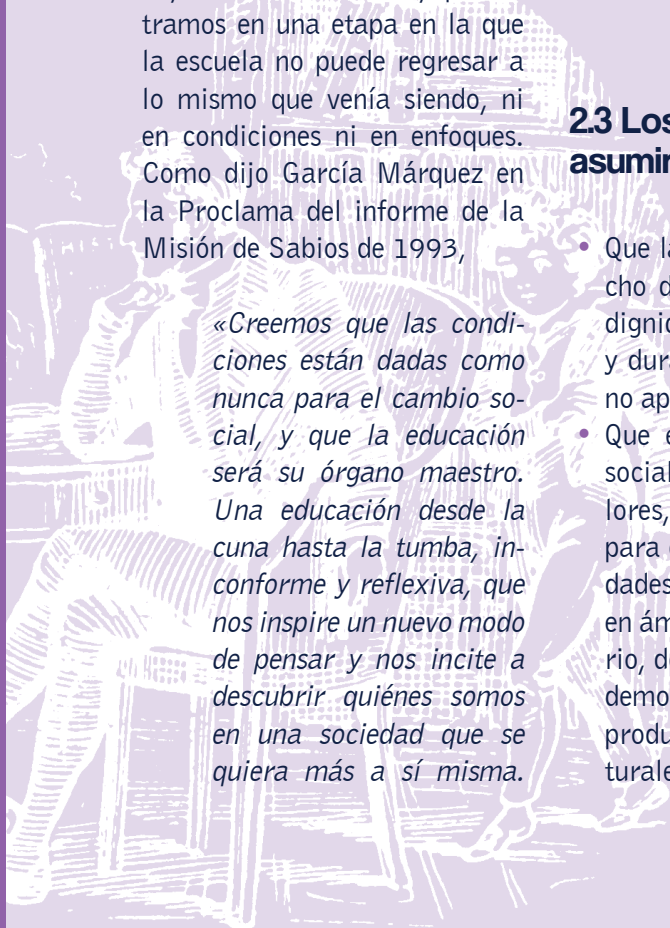 tramos en una etapa en la que
la escuela no puede regresar a
lo mismo que venía siendo, ni
en condiciones ni en enfoques.
Como dijo García Márquez en
la Proclama del informe de la
Misión de Sabios de 1993,
«Creemos que las condi-
ciones están dadas como
nunca para el cambio so-
cial, y que la educación
será su órgano maestro.
Una educación desde la
cuna hasta la tumba, in-
conforme y reflexiva, que
nos inspire un nuevo modo
de pensar y nos incite a
descubrir quiénes somos
en una sociedad que se
quiera más a sí misma.
2.3 Los
asumir
• Que la
cho d
dignid
y dura
no ap
• Que e
social
lores,
para
dades
en ám
rio, de
demo
produ
turale